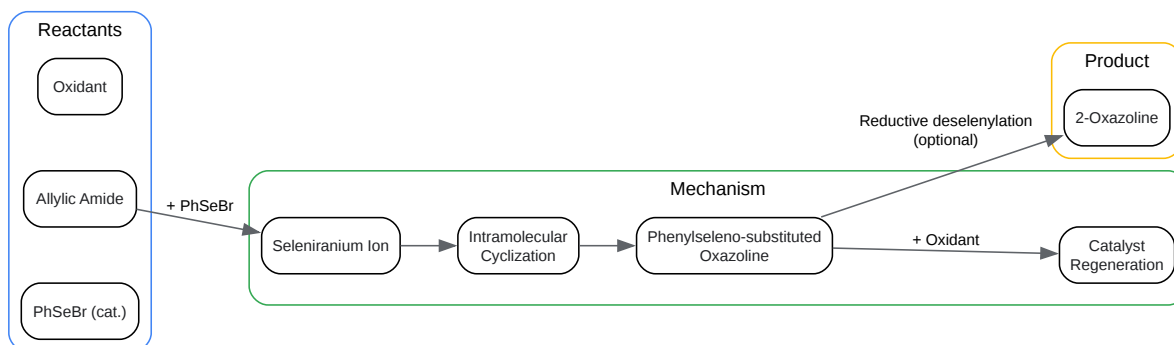 Reactants
Oxidant
Allylic Amide
PhSeBr (cat.)
+ PhSeBr
Mechanism
Seleniranium Ion
Intramolecular
Cyclization
Phenylseleno-substituted
Oxazoline
+ Oxidant
Catalyst
Regeneration
Reductive deselenylation
(optional)
Product
2-Oxazoline